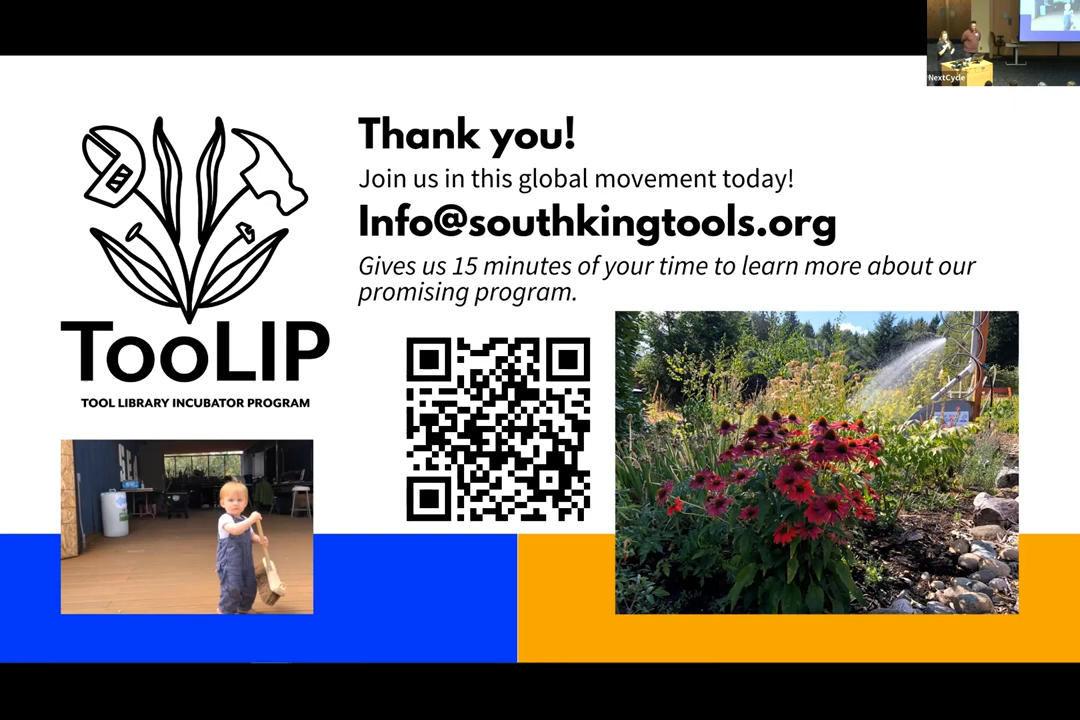 NextCycle
Thank you!
Join us in this global movement today!
Info@southkingtools.org
Gives us 15 minutes of your time to learn more about our
promising program.
TooLIP
TOOL LIBRARY INCUBATOR PROGRAM